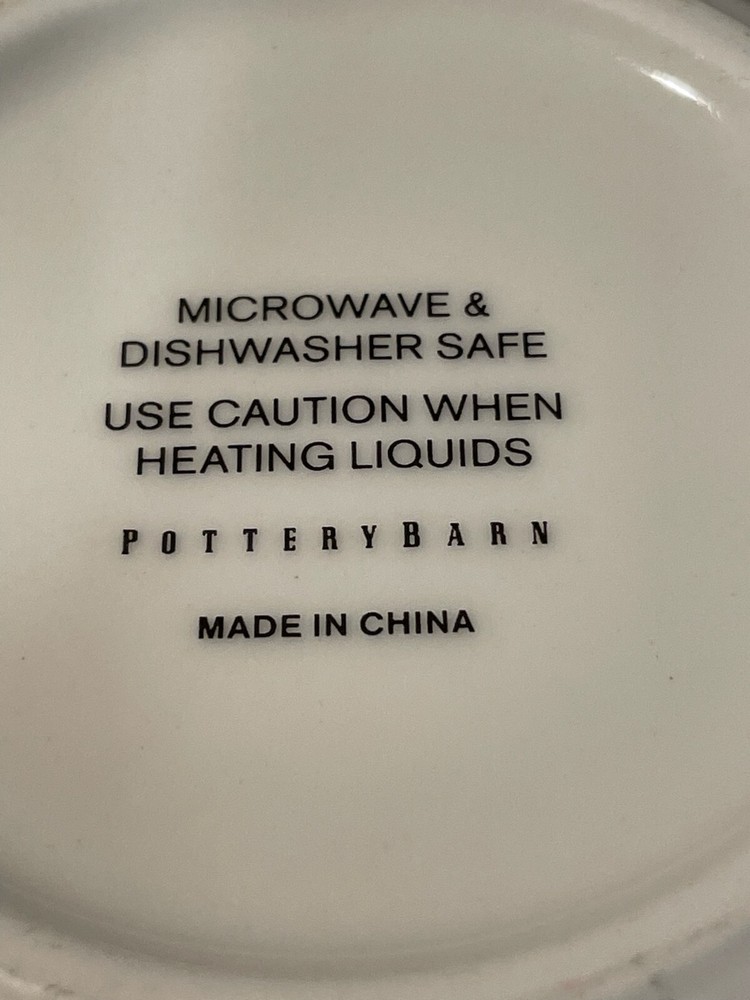 MICROWAVE &
DISHWASHER SAFE
USE CAUTION WHEN
HEATING LIQUIDS
POTTERYBARN
MADE IN CHINA